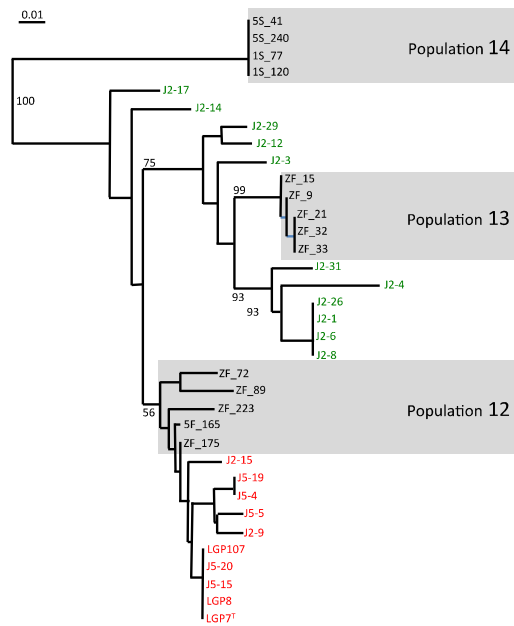 0.01
5S_41
5S_240
1S_77
1S_120
Population 14
100
J2-17
J2-14
J2-29
J2-12
75
J2-3
99
ZF_15
ZF_9
ZF_21
ZF_32
ZF_33
Population 13
J2-31
93
J2-4
93
J2-26
J2-1
J2-6
J2-8
ZF_72
ZF_89
56
ZF_223
5F_165
ZF_175
Population 12
J2-15
J5-19
J5-4
J5-5
J2-9
LGP107
J5-20
J5-15
LGP8
LGP7ᵀ